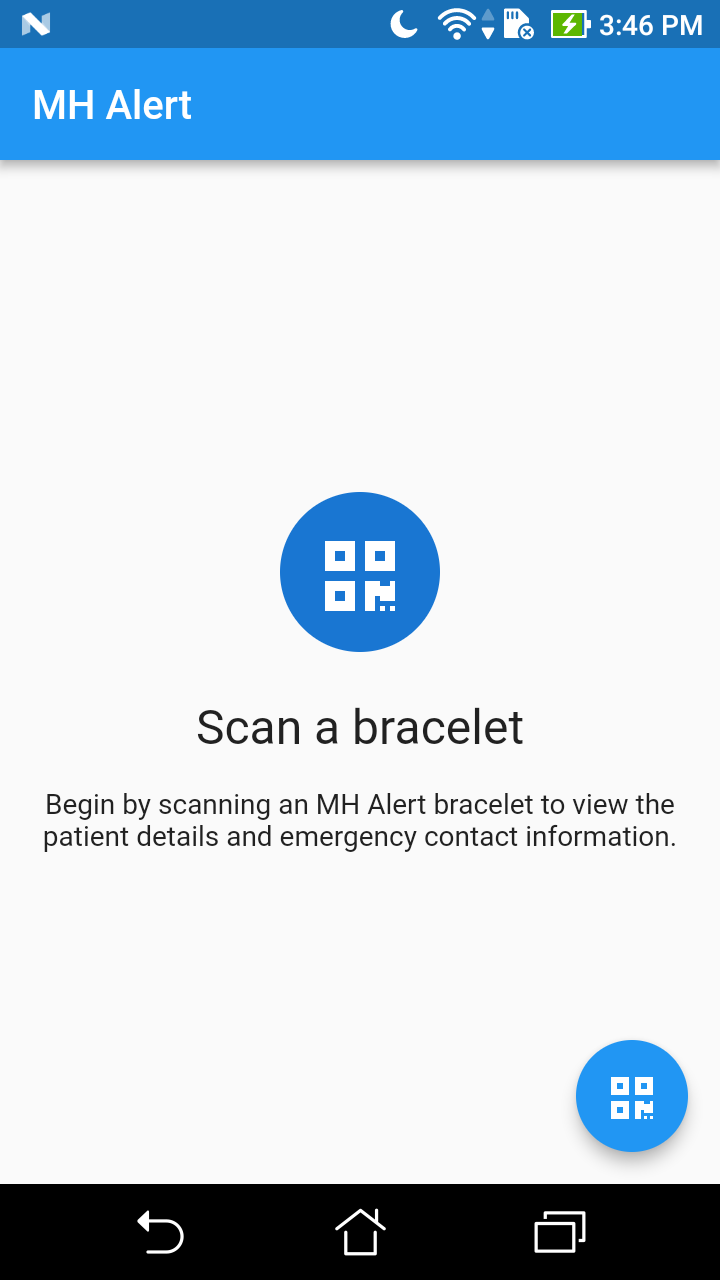 3:46 PM
MH Alert
Scan a bracelet
Begin by scanning an MH Alert bracelet to view the
patient details and emergency contact information.